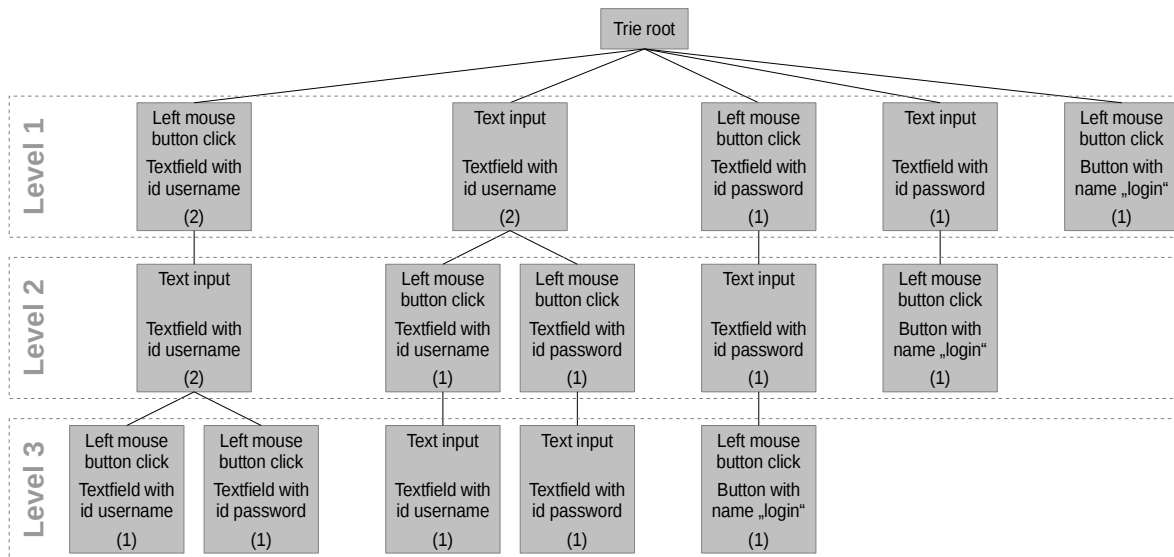 Trie root
Level 1
Left mouse
button click
Textfield with
id username
(2)
Text input
Textfield with
id username
(2)
Left mouse
button click
Textfield with
id password
(1)
Text input
Textfield with
id password
(1)
Left mouse
button click
Button with
name „login“
(1)
Level 2
Text input
Textfield with
id username
(2)
Left mouse
button click
Textfield with
id username
(1)
Left mouse
button click
Textfield with
id password
(1)
Text input
Textfield with
id password
(1)
Left mouse
button click
Button with
name „login“
(1)
Level 3
Left mouse
button click
Textfield with
id username
(1)
Left mouse
button click
Textfield with
id password
(1)
Text input
Textfield with
id username
(1)
Text input
Textfield with
id password
(1)
Left mouse
button click
Button with
name „login“
(1)